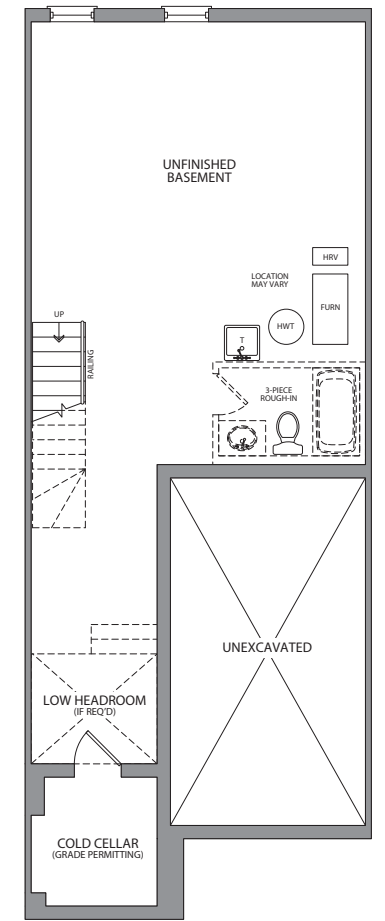 UNFINISHED
BASEMENT
HRV
LOCATION
MAY VARY
FURN
UP
HWT
T
RAILING
3-PIECE
ROUGH-IN
UNEXCAVATED
LOW HEADROOM
(IF REQ'D)
COLD CELLAR
(GRADE PERMITTING)